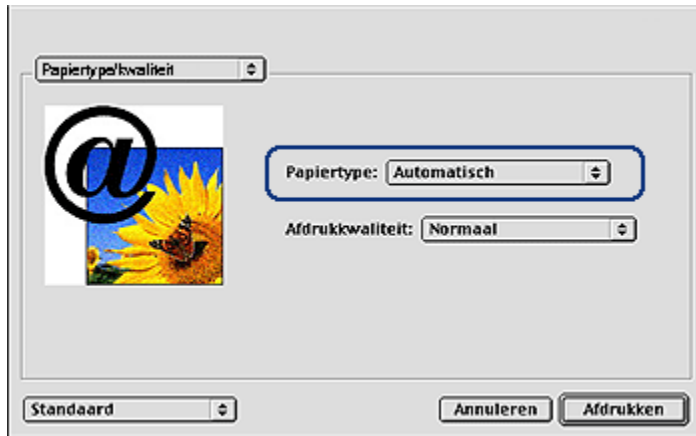 Papiertype/kwaliteit
@
Papiertype: Automatisch
Afdrukkwaliteit: Normaal
Standaard
Annuleren
Afdrukken